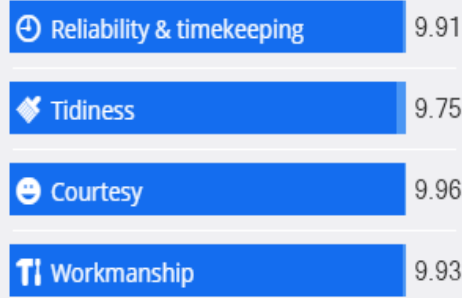 Reliability & timekeeping 9.91
Tidiness 9.75
Courtesy 9.96
Workmanship 9.93